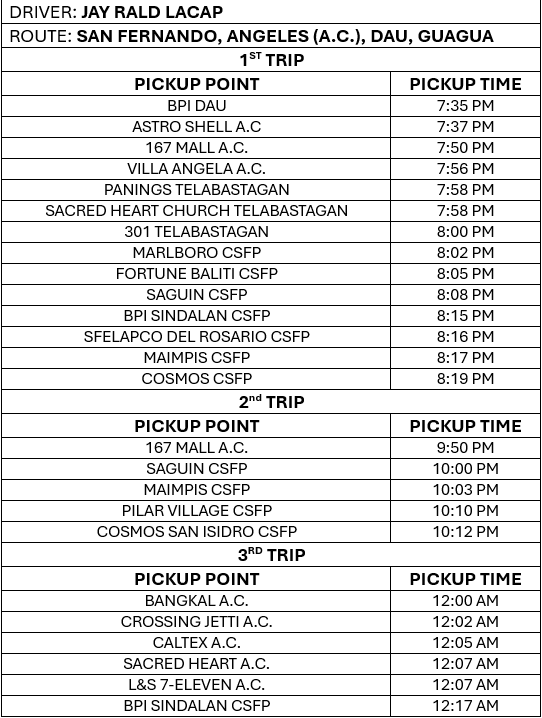 DRIVER: JAY RALD LACAP
ROUTE: SAN FERNANDO, ANGELES (A.C.), DAU, GUAGUA
1ST TRIP
PICKUP POINT PICKUP TIME
BPI DAU 7:35 PM
ASTRO SHELL A.C 7:37 PM
167 MALL A.C. 7:50 PM
VILLA ANGELA A.C. 7:56 PM
PANINGS TELABASTAGAN 7:58 PM
SACRED HEART CHURCH TELABASTAGAN 7:58 PM
301 TELABASTAGAN 8:00 PM
MARLBORO CSFP 8:02 PM
FORTUNE BALITI CSFP 8:05 PM
SAGUIN CSFP 8:08 PM
BPI SINDALAN CSFP 8:15 PM
SFELAPCO DEL ROSARIO CSFP 8:16 PM
MAIMPIS CSFP 8:17 PM
COSMOS CSFP 8:19 PM
2nd TRIP
PICKUP POINT PICKUP TIME
167 MALL A.C. 9:50 PM
SAGUIN CSFP 10:00 PM
MAIMPIS CSFP 10:03 PM
PILAR VILLAGE CSFP 10:10 PM
COSMOS SAN ISIDRO CSFP 10:12 PM
3RD TRIP
PICKUP POINT PICKUP TIME
BANGKAL A.C. 12:00 AM
CROSSING JETTI A.C. 12:02 AM
CALTEX A.C. 12:05 AM
SACRED HEART A.C. 12:07 AM
L&S 7-ELEVEN A.C. 12:07 AM
BPI SINDALAN CSFP 12:17 AM